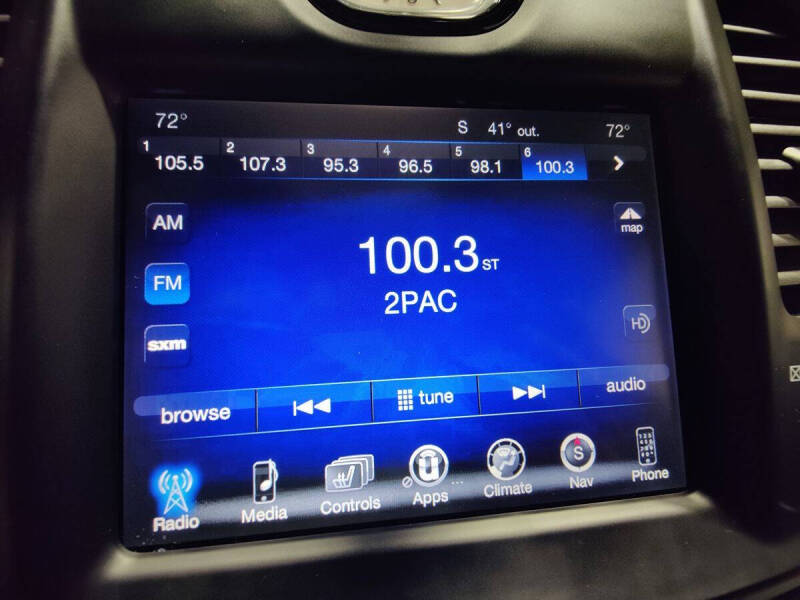 72° S 41° out. 72°
1 2 3 4 5 6
105.5 107.3 95.3 96.5 98.1 100.3
AM
map
100.3 ST
FM
2PAC
HD
sxm
browse tune audio
Radio Media Controls Apps Climate S Nav Phone